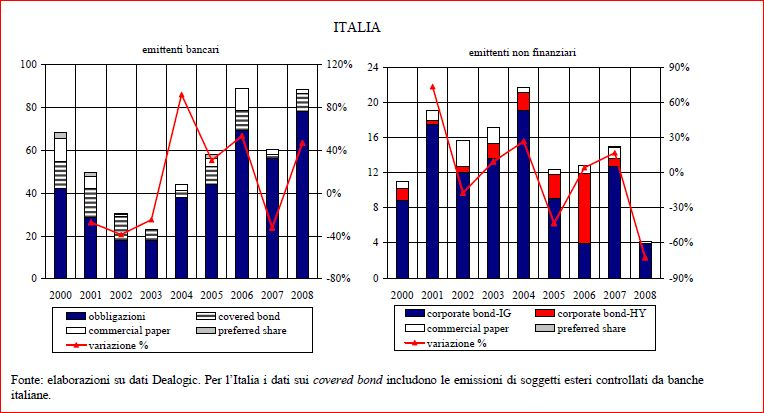 ITALIA
emittenti bancari
emittenti non finanziari
100 120%
80 80%
60 40%
40 0%
20 -40%
0 -80%
2000 2001 2002 2003 2004 2005 2006 2007 2008
24 90%
20 60%
16 30%
12 0%
8 -30%
4 -60%
0 -90%
2000 2001 2002 2003 2004 2005 2006 2007 2008
obbligazioni covered bond
commercial paper preferred share
variazione %
corporate bond-IG corporate bond-HY
commercial paper preferred share
variazione %
Fonte: elaborazioni su dati Dealogic. Per l'Italia i dati sui covered bond includono le emissioni di soggetti esteri controllati da banche
italiane.